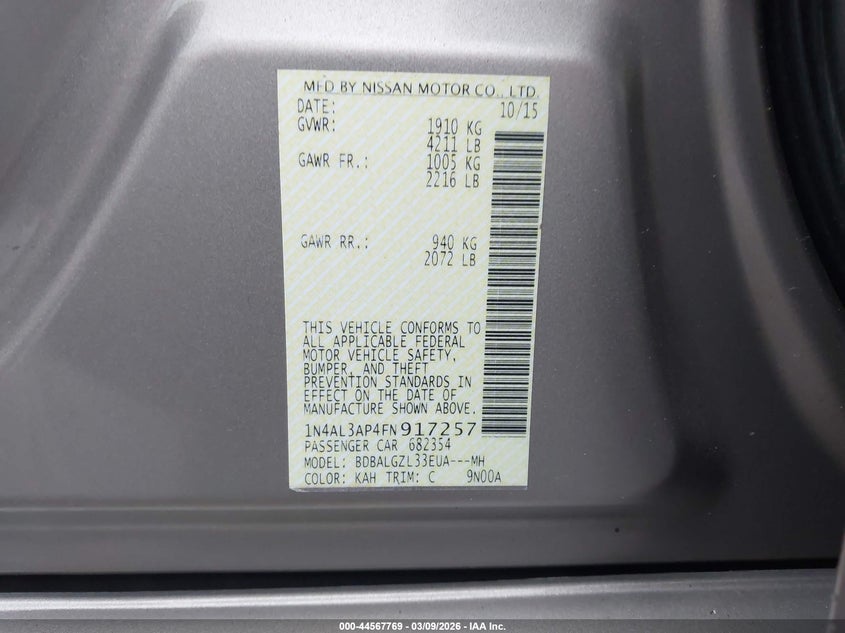 MFD BY NISSAN MOTOR CO., LTD.
DATE: 10/15
GVWR: 1910 KG
4211 LB
GAWR FR.: 1005 KG
2216 LB
GAWR RR.: 940 KG
2072 LB
THIS VEHICLE CONFORMS TO
ALL APPLICABLE FEDERAL
MOTOR VEHICLE SAFETY,
BUMPER, AND THEFT
PREVENTION STANDARDS IN
EFFECT ON THE DATE OF
MANUFACTURE SHOWN ABOVE.
1N4AL3AP4FN917257
PASSENGER CAR 682354
MODEL: BDBALGZL33EUA---MH
COLOR: KAH TRIM: C 9N00A
000-44567769 - 03/09/2026 - IAA Inc.